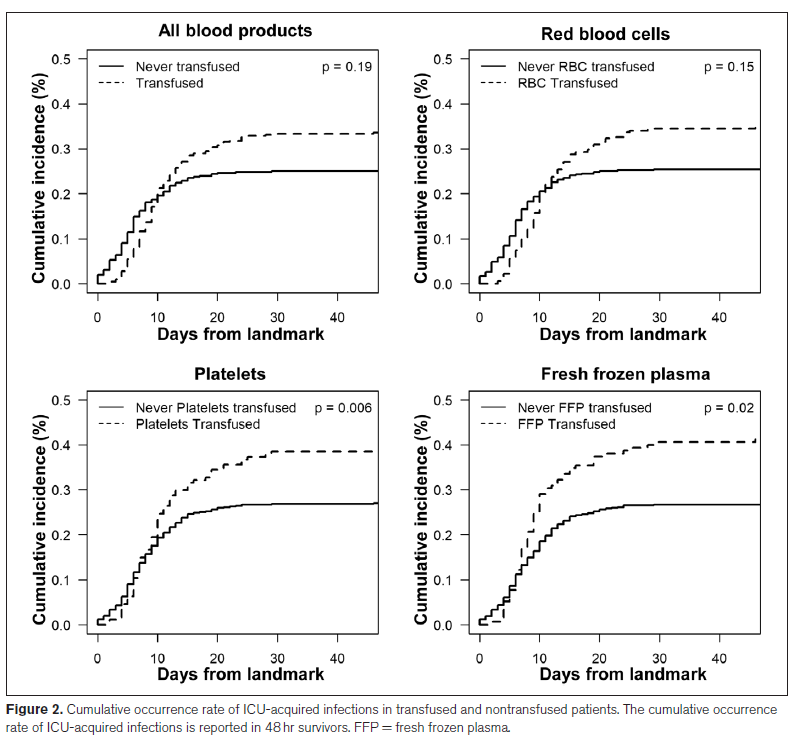 All blood products
Cumulative incidence (%)
0.5
0.4
0.3
0.2
0.1
0.0
Never transfused
Transfused
p = 0.19
0 10 20 30 40
Days from landmark
Red blood cells
Cumulative incidence (%)
0.5
0.4
0.3
0.2
0.1
0.0
Never RBC transfused
RBC Transfused
p = 0.15
0 10 20 30 40
Days from landmark
Platelets
Cumulative incidence (%)
0.5
0.4
0.3
0.2
0.1
0.0
Never Platelets transfused
Platelets Transfused
p = 0.006
0 10 20 30 40
Days from landmark
Fresh frozen plasma
Cumulative incidence (%)
0.5
0.4
0.3
0.2
0.1
0.0
Never FFP transfused
FFP Transfused
p = 0.02
0 10 20 30 40
Days from landmark
Figure 2. Cumulative occurrence rate of ICU-acquired infections in transfused and nontransfused patients. The cumulative occurrence
rate of ICU-acquired infections is reported in 48 hr survivors. FFP = fresh frozen plasma.